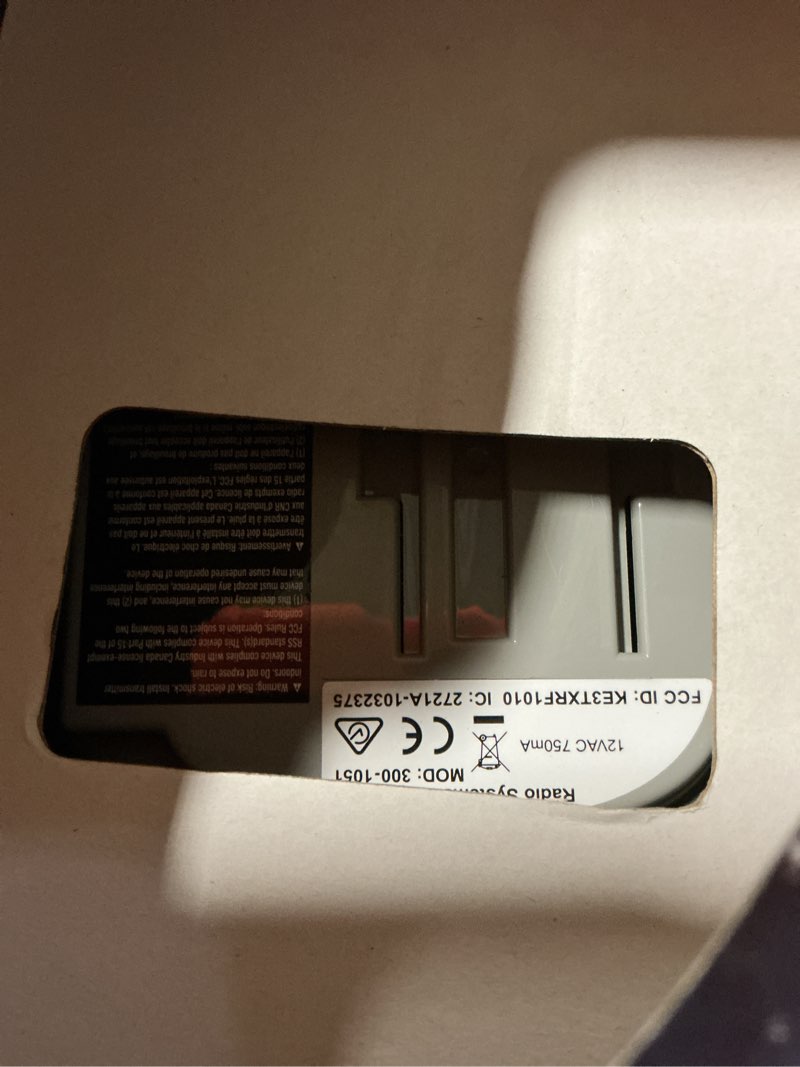 Radio
MOD: 300-1051
12VAC 750mA
CE
FCC ID: KE3TXRF1010 IC: 2721A-1032375
Warning: Risk of electric shock. Install transmitter
indoors. Do not expose to rain.
This device complies with Industry Canada license-exempt
RSS standard(s). This device complies with Part 15 of the
FCC Rules. Operation is subject to the following two
conditions:
(1) this device may not cause interference, and (2) this
device must accept any interference, including interference
that may cause undesired operation of the device.
Avertissement: Risque de choc électrique. Le
transmetteur doit être installé à l'intérieur et ne doit pas
être exposé à la pluie. Le présent appareil est conforme
aux CNR d'Industrie Canada applicables aux appareils
radio exempts de licence. Cet appareil est conforme à la
partie 15 des règles FCC. L'exploitation est autorisée aux
deux conditions suivantes :
(1) l'appareil ne doit pas produire de brouillage, et
(2) l'utilisateur de l'appareil doit accepter tout brouillage